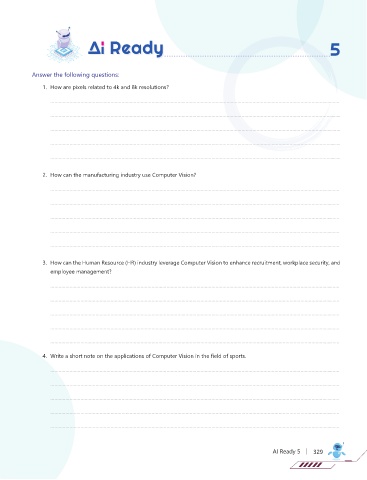 Ai Ready
5
Answer the following questions:
1. How are pixels related to 4k and 8k resolutions?
2. How can the manufacturing industry use Computer Vision?
3. How can the Human Resource (HR) industry leverage Computer Vision to enhance recruitment, workplace security, and
employee management?
4. Write a short note on the applications of Computer Vision in the field of sports.
AI Ready 5 | 329